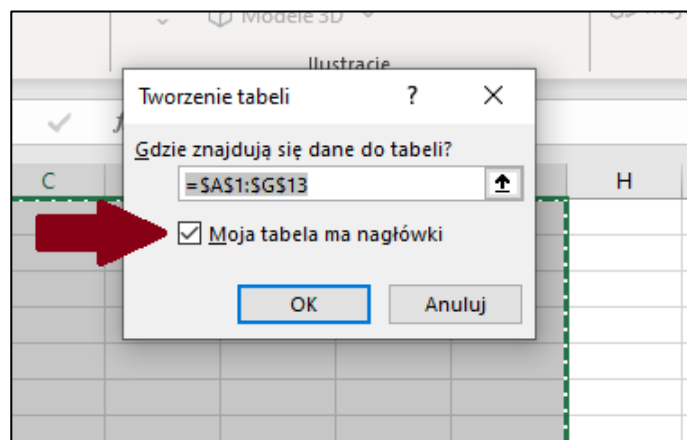 Modele 3D
Ilustracje
Tworzenie tabeli ? X
Gdzie znajdują się dane do tabeli?
=$A$1:$G$13
C H
Moja tabela ma nagłówki
OK Anuluj